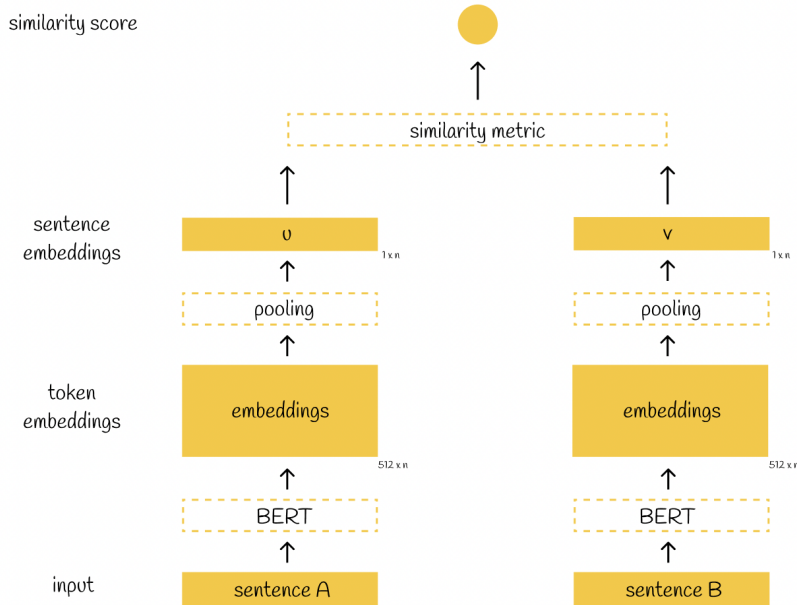 similarity score
similarity metric
sentence
embeddings
u
1 x n
v
1 x n
pooling
pooling
token
embeddings
embeddings
512 x n
embeddings
512 x n
BERT
BERT
input
sentence A
sentence B